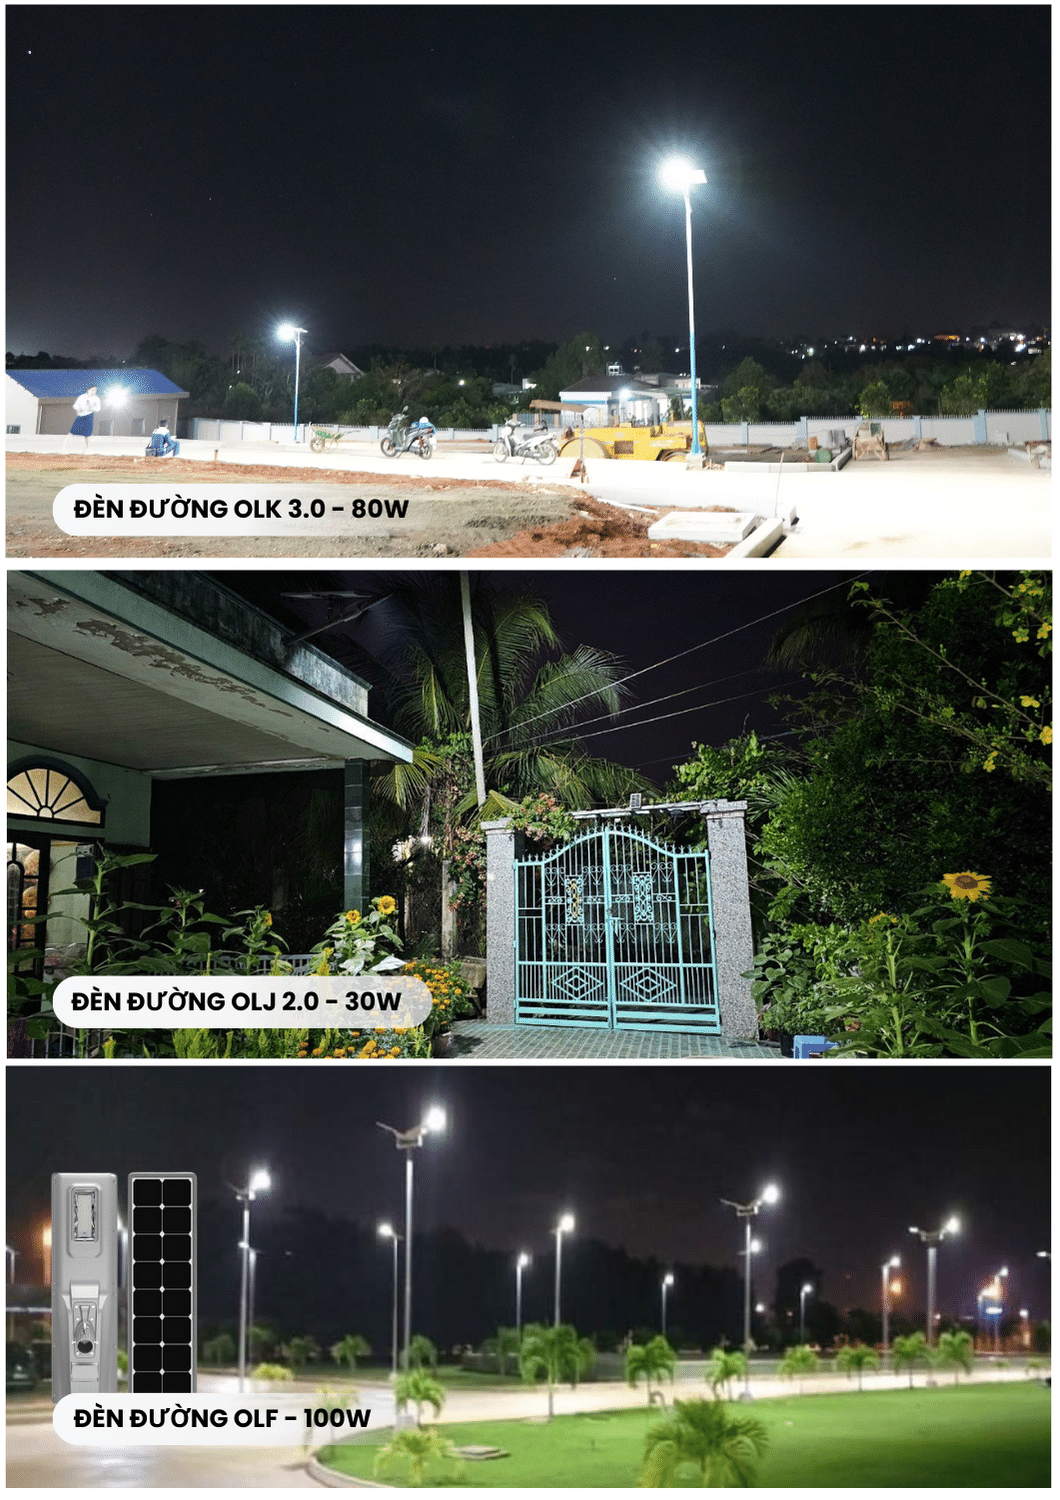 ĐÈN ĐƯỜNG OLK 3.0 - 80W
ĐÈN ĐƯỜNG OLJ 2.0 - 30W
ĐÈN ĐƯỜNG OLF - 100W